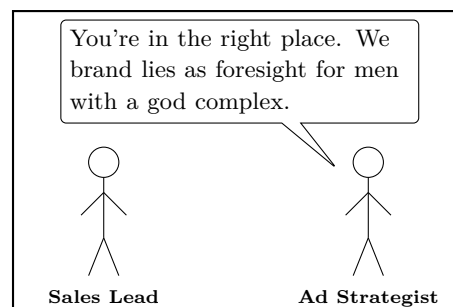 You're in the right place. We
brand lies as foresight for men
with a god complex.
Sales Lead
Ad Strategist